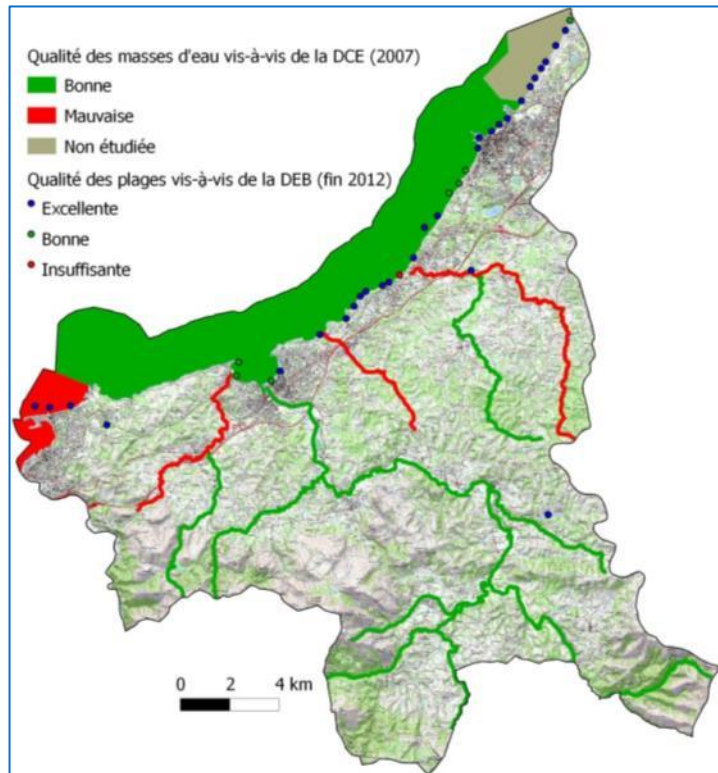 Qualité des masses d'eau vis-à-vis de la DCE (2007)
Bonne
Mauvaise
Non étudiée
Qualité des plages vis-à-vis de la DEB (fin 2012)
Excellente
Bonne
Insuffisante
0 2 4 km